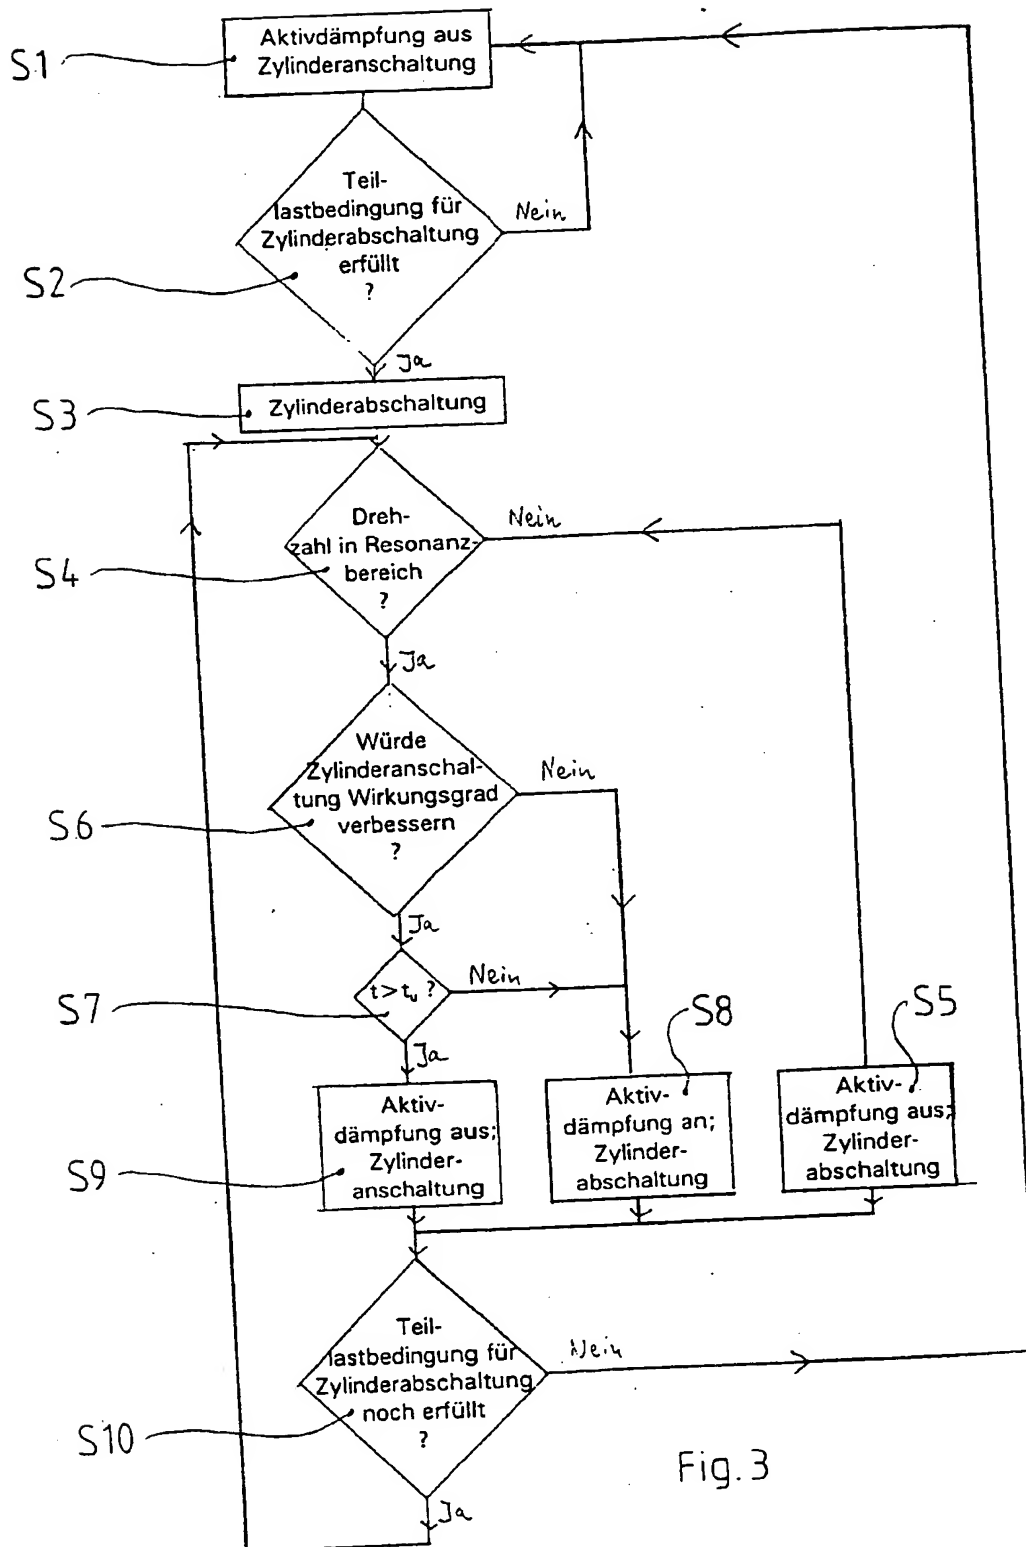 S1
Aktivdämpfung aus
Zylinderanschaltung
Teil-
lastbedingung für
Zylinderabschaltung
erfüllt
?
Nein
S2
Ja
S3
Zylinderabschaltung
Dreh-
zahl in Resonanz-
bereich
?
Nein
S4
Ja
Würde
Zylinderanschal-
tung Wirkungsgrad
verbessern
?
Nein
S6
Ja
t>tu ?
Nein
S7
Ja
S8
S5
Aktiv-
dämpfung aus;
Zylinder-
anschaltung
S9
Aktiv-
dämpfung an;
Zylinder-
abschaltung
Aktiv-
dämpfung aus;
Zylinder-
abschaltung
Teil-
lastbedingung für
Zylinderabschaltung
noch erfüllt
?
Nein
S10
Ja
Fig. 3